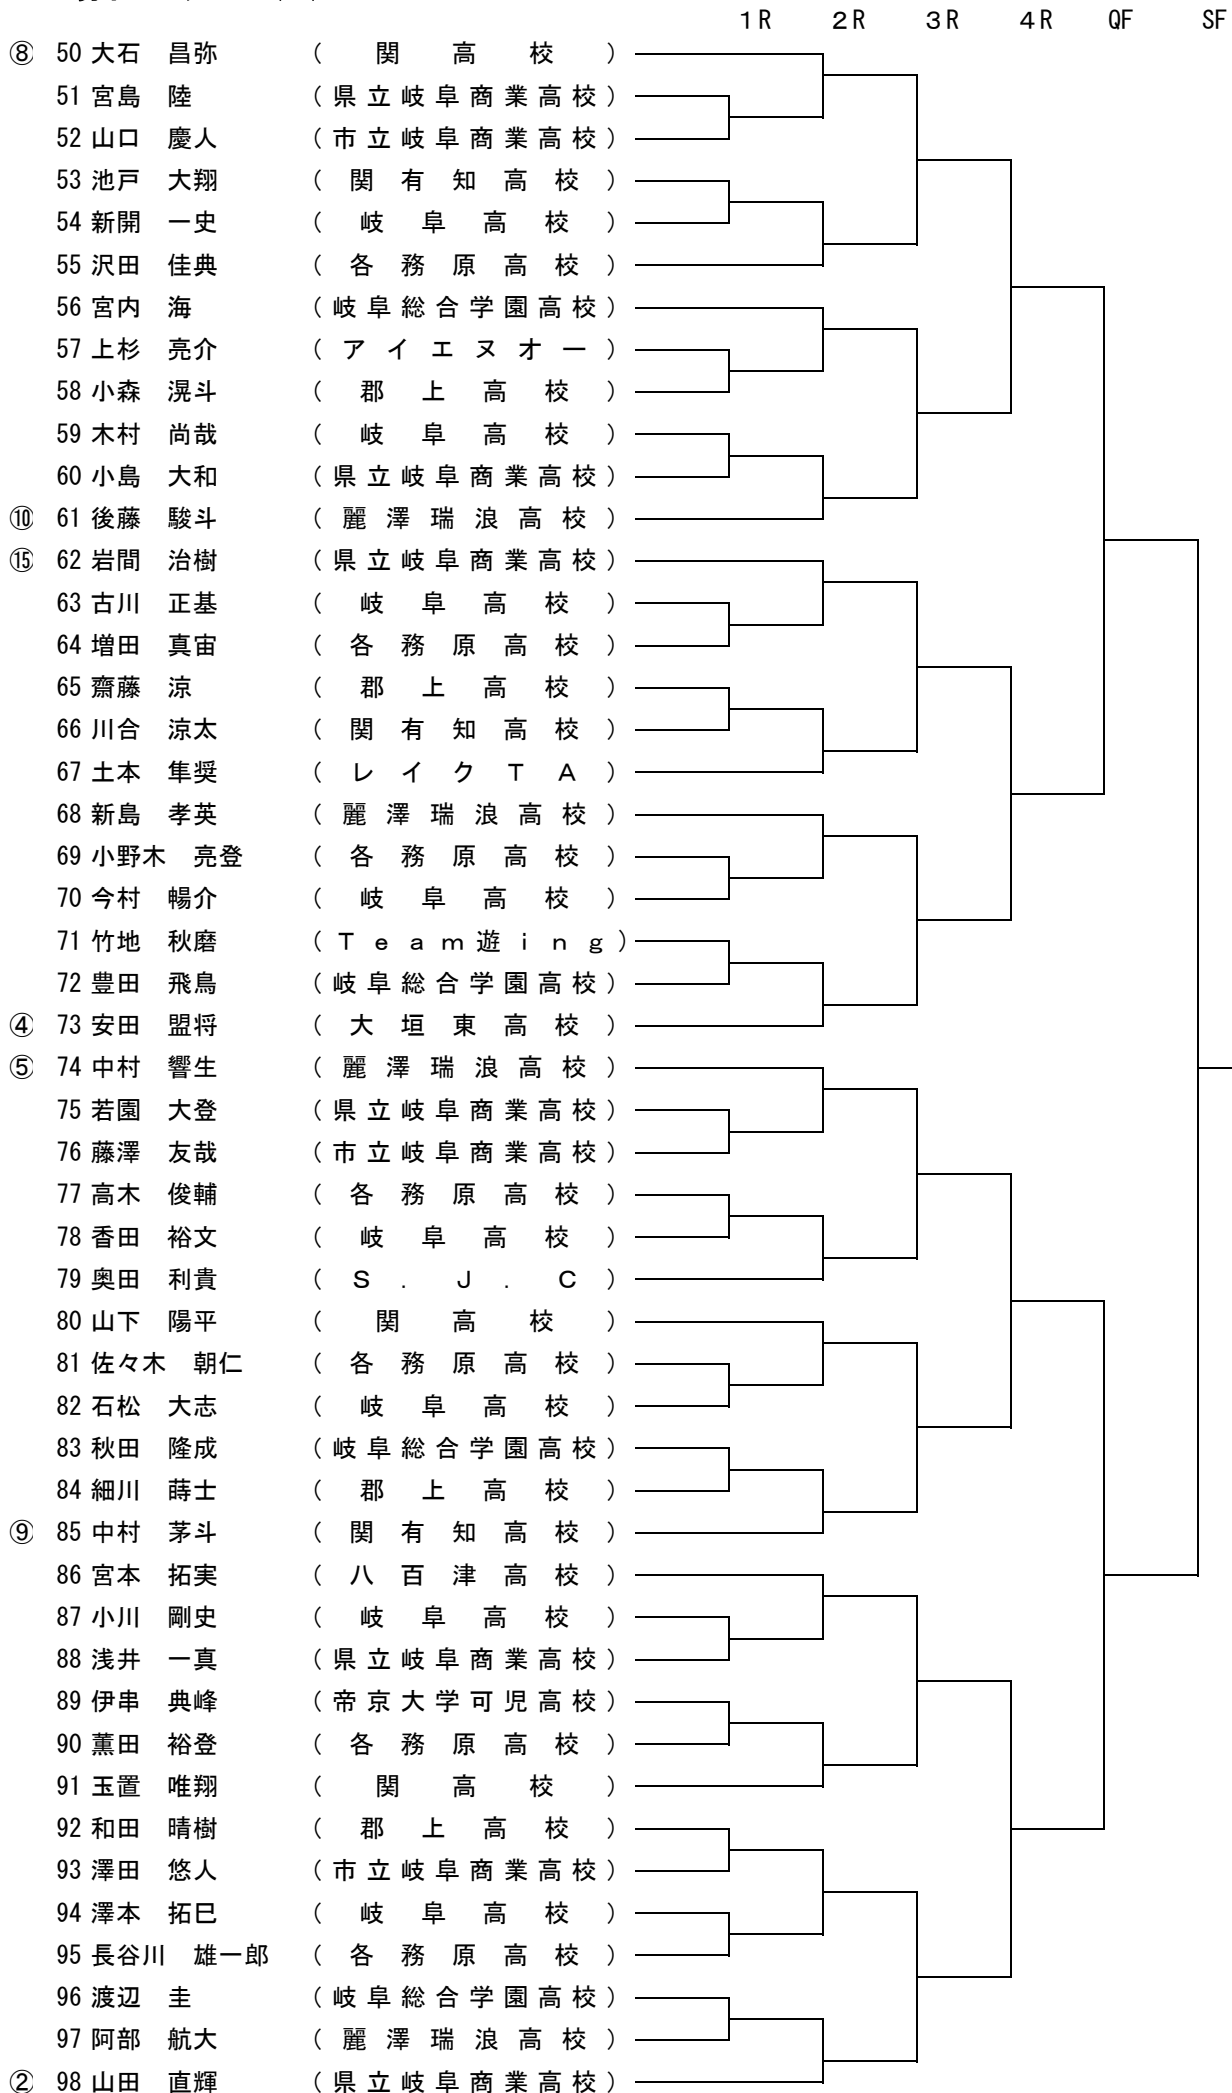 1R 2R 3R 4R QF SF
⑧ 50 大石 昌弥 (関高校)
51 宮島 陸 (県立岐阜商業高校)
52 山口 慶人 (市立岐阜商業高校)
53 池戸 大翔 (関有知高校)
54 新開 一史 (岐阜高校)
55 沢田 佳典 (各務原高校)
56 宮内 海 (岐阜総合学園高校)
57 上杉 亮介 (アイエヌオー)
58 小森 滉斗 (郡上高校)
59 木村 尚哉 (岐阜高校)
60 小島 大和 (県立岐阜商業高校)
⑩ 61 後藤 駿斗 (麗澤瑞浪高校)
⑮ 62 岩間 治樹 (県立岐阜商業高校)
63 古川 正基 (岐阜高校)
64 増田 真宙 (各務原高校)
65 齋藤 涼 (郡上高校)
66 川合 涼太 (関有知高校)
67 土本 隼奨 (レイクTA)
68 新島 孝英 (麗澤瑞浪高校)
69 小野木 亮登 (各務原高校)
70 今村 暢介 (岐阜高校)
71 竹地 秋磨 (Team遊ing)
72 豊田 飛鳥 (岐阜総合学園高校)
④ 73 安田 盟将 (大垣東高校)
⑤ 74 中村 響生 (麗澤瑞浪高校)
75 若園 大登 (県立岐阜商業高校)
76 藤澤 友哉 (市立岐阜商業高校)
77 高木 俊輔 (各務原高校)
78 香田 裕文 (岐阜高校)
79 奥田 利貴 (S.J.C)
80 山下 陽平 (関高校)
81 佐々木 朝仁 (各務原高校)
82 石松 大志 (岐阜高校)
83 秋田 隆成 (岐阜総合学園高校)
84 細川 蒔士 (郡上高校)
⑨ 85 中村 茅斗 (関有知高校)
86 宮本 拓実 (八百津高校)
87 小川 剛史 (岐阜高校)
88 浅井 一真 (県立岐阜商業高校)
89 伊串 典峰 (帝京大学可児高校)
90 薫田 裕登 (各務原高校)
91 玉置 唯翔 (関高校)
92 和田 晴樹 (郡上高校)
93 澤田 悠人 (市立岐阜商業高校)
94 澤本 拓巳 (岐阜高校)
95 長谷川 雄一郎 (各務原高校)
96 渡辺 圭 (岐阜総合学園高校)
97 阿部 航大 (麗澤瑞浪高校)
② 98 山田 直輝 (県立岐阜商業高校)